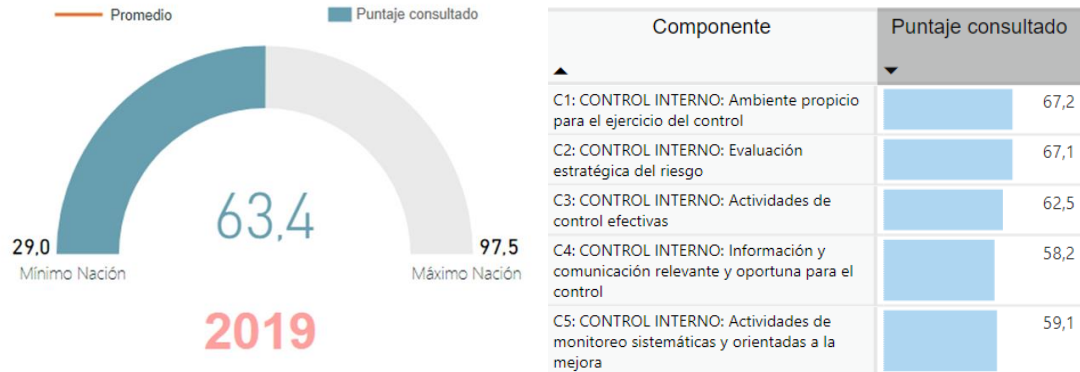 Promedio
Puntaje consultado
63,4
29,0
97,5
Mínimo Nación
Máximo Nación
2019
Componente
Puntaje consultado
C1: CONTROL INTERNO: Ambiente propicio
para el ejercicio del control
67,2
C2: CONTROL INTERNO: Evaluación
estratégica del riesgo
67,1
C3: CONTROL INTERNO: Actividades de
control efectivas
62,5
C4: CONTROL INTERNO: Información y
comunicación relevante y oportuna para el
control
58,2
C5: CONTROL INTERNO: Actividades de
monitoreo sistemáticas y orientadas a la
mejora
59,1